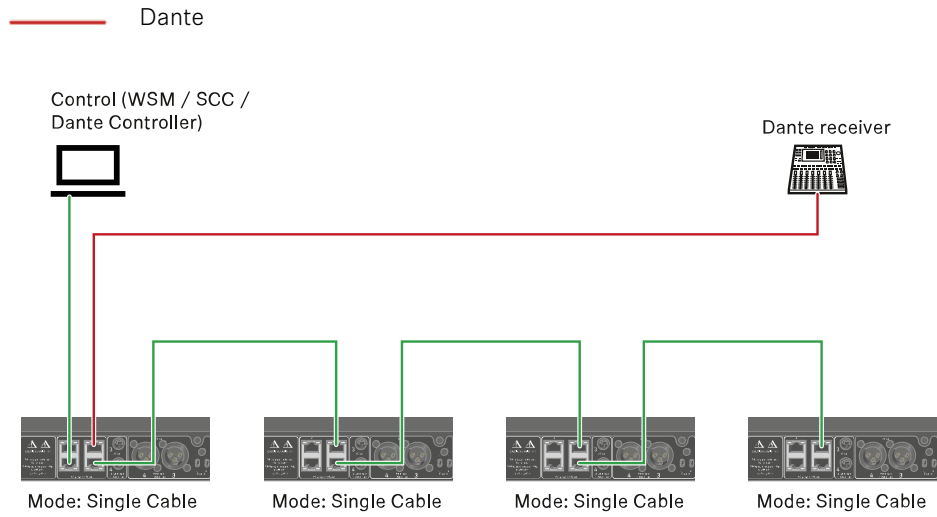 Dante
Control (WSM / SCC /
Dante Controller)
Dante receiver
Mode: Single Cable
Mode: Single Cable
Mode: Single Cable
Mode: Single Cable